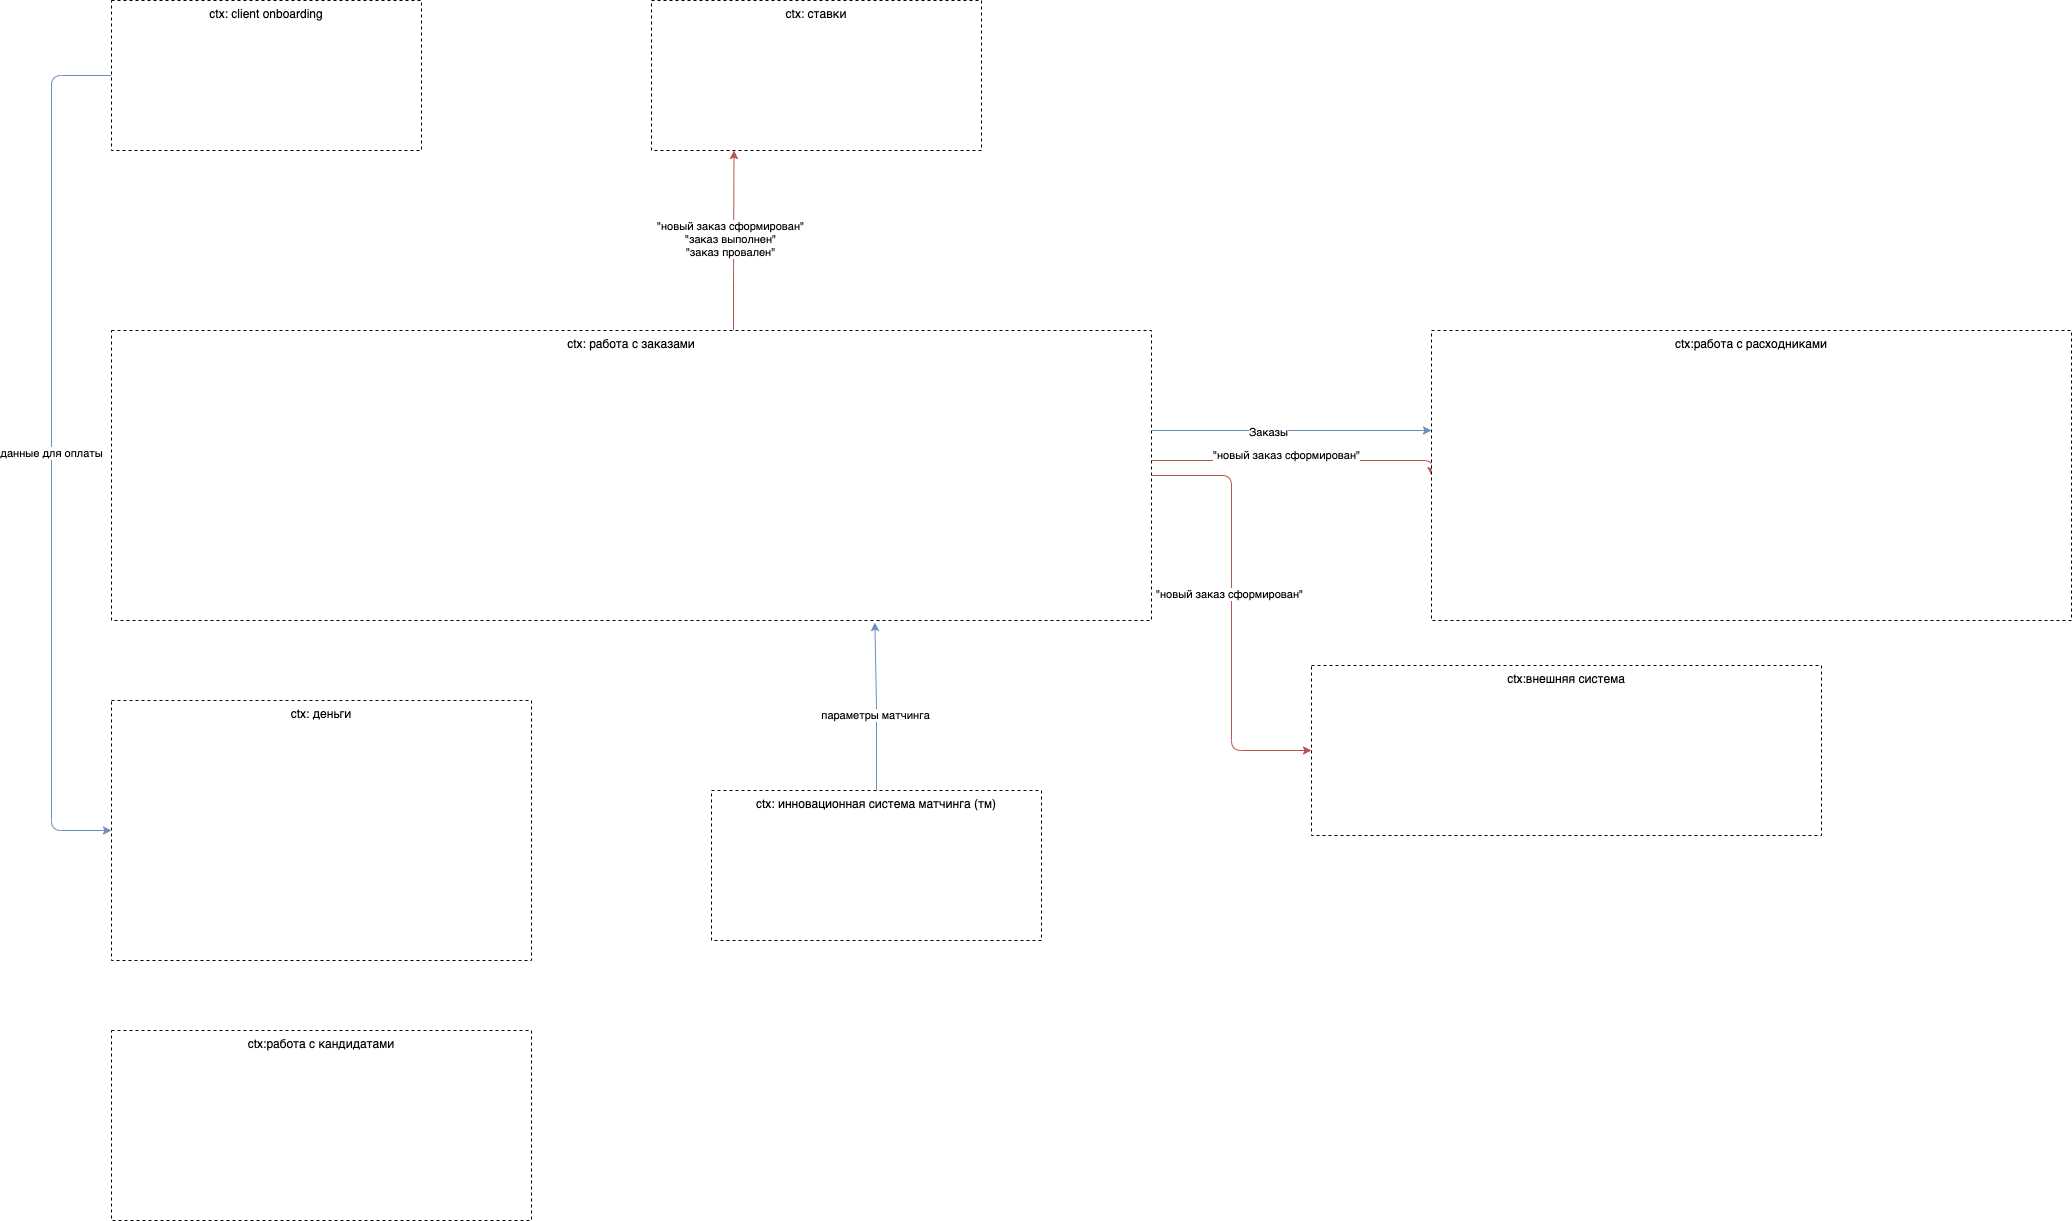 ctx: client onboarding
ctx: ставки
"новый заказ сформирован"
"заказ выполнен"
"заказ провален"
ctx: работа с заказами
ctx:работа с расходниками
Заказы
данные для оплаты
"новый заказ сформирован"
"новый заказ сформирован"
ctx:внешняя система
ctx: деньги
параметры матчинга
ctx: инновационная система матчинга (тм)
ctx:работа с кандидатами